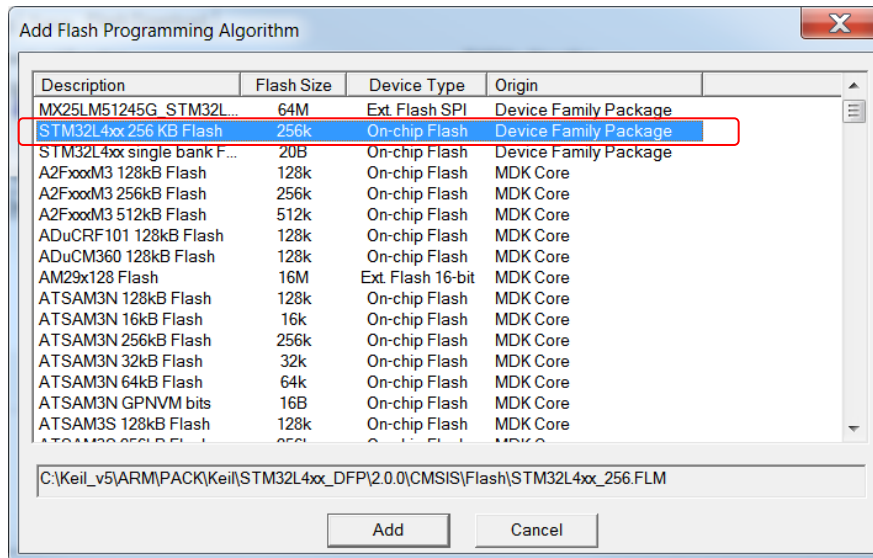 Add Flash Programming Algorithm
Description Flash Size Device Type Origin
MX25LM51245G_STM32L... 64M Ext. Flash SPI Device Family Package
STM32L4xx 256 KB Flash 256k On-chip Flash Device Family Package
STM32L4xx single bank F... 20B On-chip Flash Device Family Package
A2FxxxM3 128kB Flash 128k On-chip Flash MDK Core
A2FxxxM3 256kB Flash 256k On-chip Flash MDK Core
A2FxxxM3 512kB Flash 512k On-chip Flash MDK Core
ADuCRF101 128kB Flash 128k On-chip Flash MDK Core
ADuCM360 128kB Flash 128k On-chip Flash MDK Core
AM29x128 Flash 16M Ext. Flash 16-bit MDK Core
ATSAM3N 128kB Flash 128k On-chip Flash MDK Core
ATSAM3N 16kB Flash 16k On-chip Flash MDK Core
ATSAM3N 256kB Flash 256k On-chip Flash MDK Core
ATSAM3N 32kB Flash 32k On-chip Flash MDK Core
ATSAM3N 64kB Flash 64k On-chip Flash MDK Core
ATSAM3N GPNVM bits 16B On-chip Flash MDK Core
ATSAM3S 128kB Flash 128k On-chip Flash MDK Core
C:\Keil_v5\ARM\PACK\Keil\STM32L4xx_DFP\2.0.0\CMSIS\Flash\STM32L4xx_256.FLM
Add Cancel